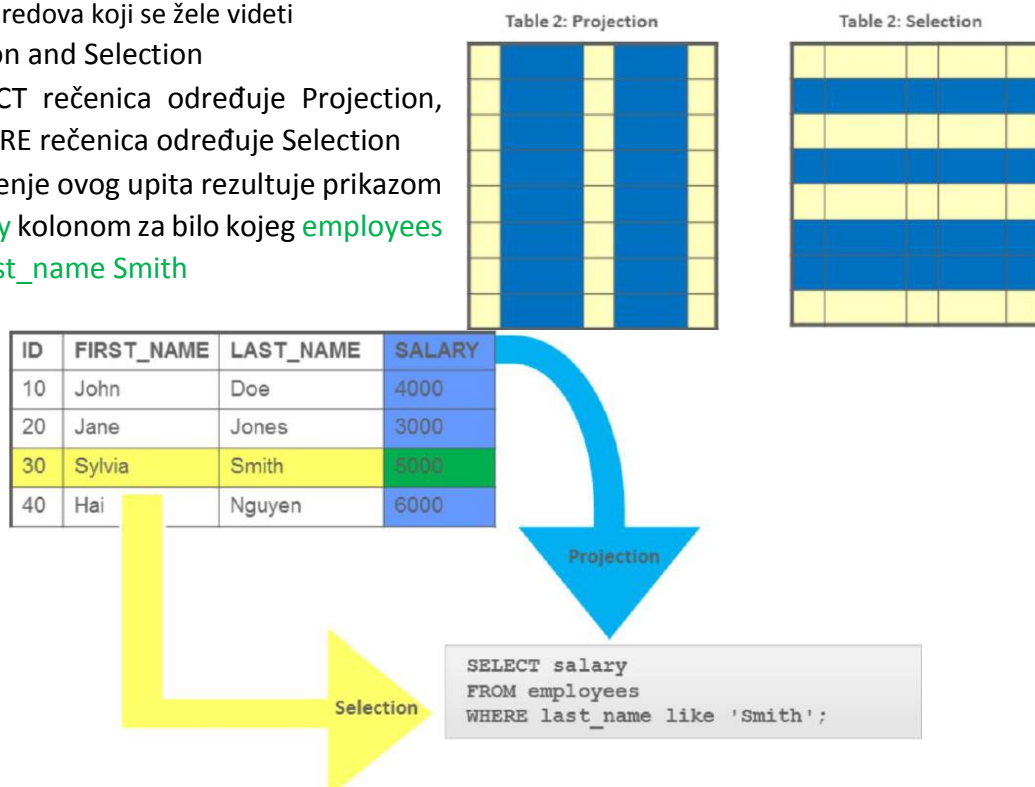 redova koji se žele videti
on and Selection
CT rečenica određuje Projection,
RE rečenica određuje Selection
enje ovog upita rezultuje prikazom
y kolonom za bilo kojeg employees
st_name Smith
Table 2: Projection
Table 2: Selection
ID FIRST_NAME LAST_NAME SALARY
10 John Doe 4000
20 Jane Jones 3000
30 Sylvia Smith 5000
40 Hai Nguyen 6000
Projection
Selection
SELECT salary
FROM employees
WHERE last_name like 'Smith';